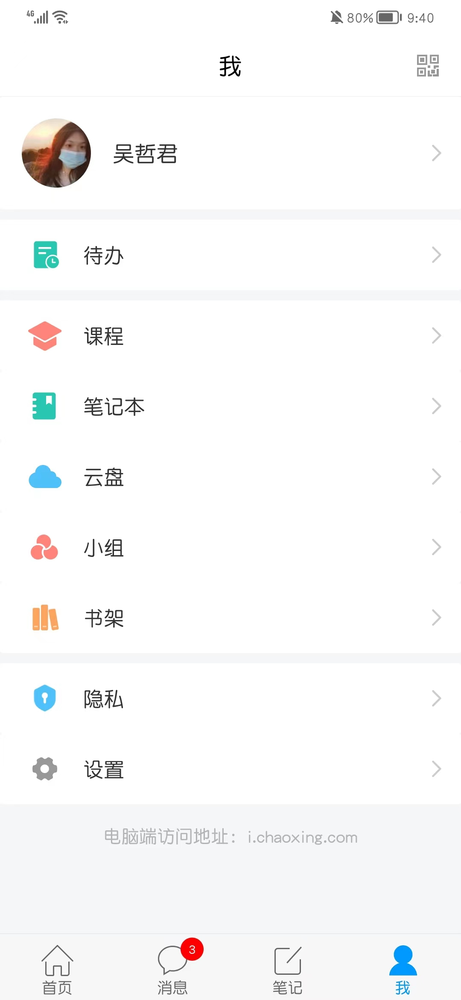 4G 80% 9:40
我
吴哲君
待办
课程
笔记本
云盘
小组
书架
隐私
设置
电脑端访问地址：i.chaoxing.com
3
首页 消息 笔记 我